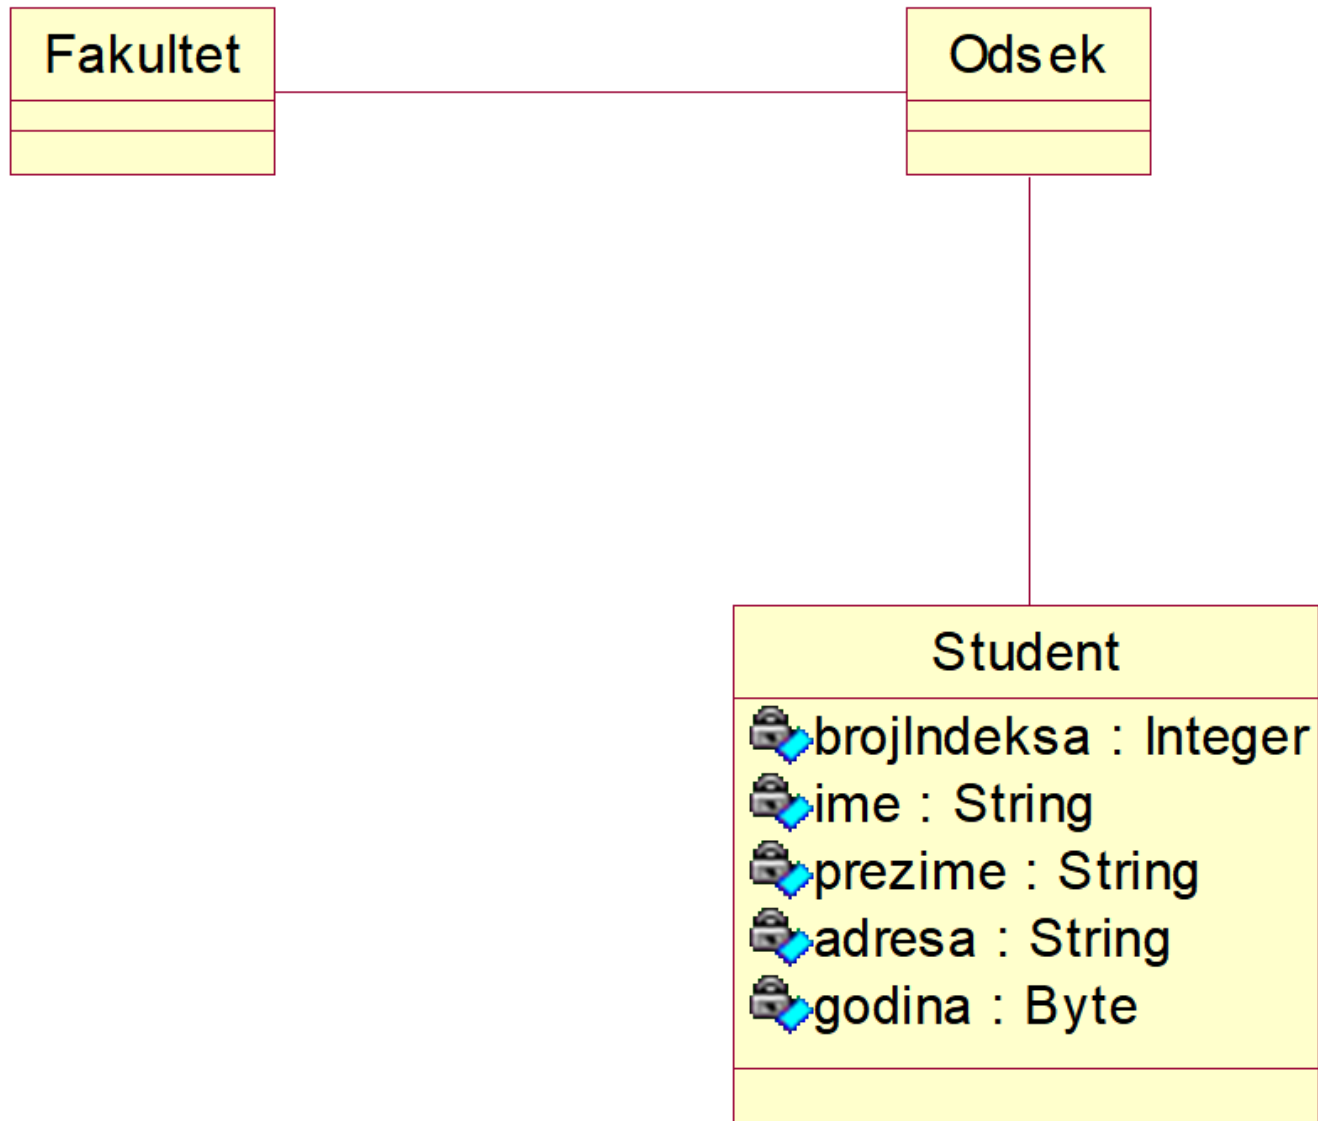 Fakultet
Odsek
Student
brojIndeksa : Integer
ime : String
prezime : String
adresa : String
godina : Byte